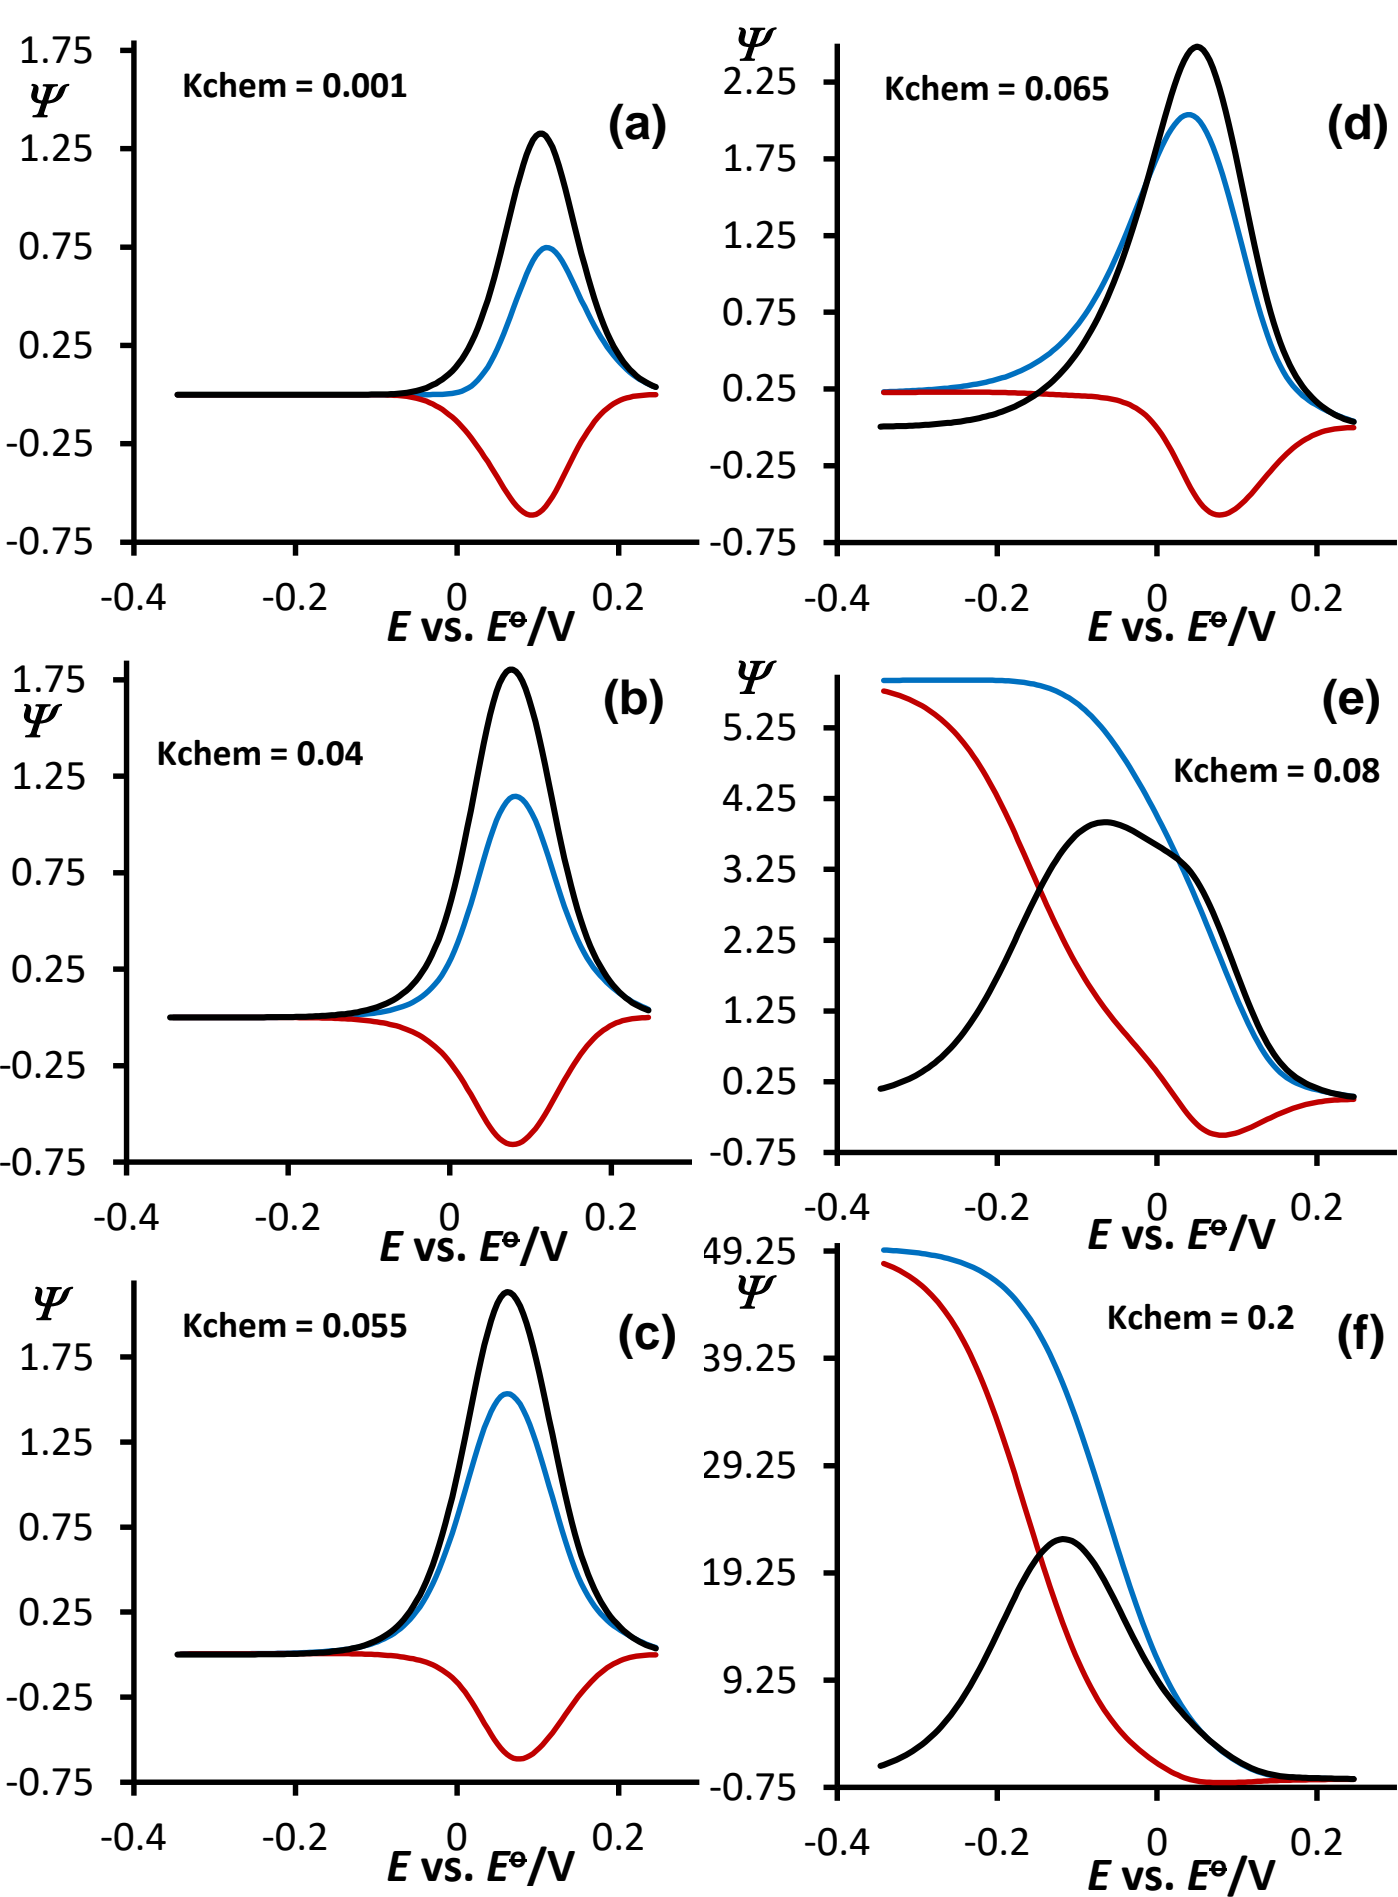 1.75
Ψ
Kchem = 0.001
(a)
1.25
0.75
0.25
-0.25
-0.75
-0.4 -0.2 0 0.2
E vs. E⊖/V
Ψ
2.25
Kchem = 0.065
(d)
1.75
1.25
0.75
0.25
-0.25
-0.75
-0.4 -0.2 0 0.2
E vs. E⊖/V
1.75
Ψ
(b)
Kchem = 0.04
1.25
0.75
0.25
-0.25
-0.75
-0.4 -0.2 0 0.2
E vs. E⊖/V
Ψ
(e)
5.25
Kchem = 0.08
4.25
3.25
2.25
1.25
0.25
-0.75
-0.4 -0.2 0 0.2
E vs. E⊖/V
Ψ
Kchem = 0.055
(c)
1.75
1.25
0.75
0.25
-0.25
-0.75
-0.4 -0.2 0 0.2
E vs. E⊖/V
49.25
Ψ
Kchem = 0.2
(f)
39.25
29.25
19.25
9.25
-0.75
-0.4 -0.2 0 0.2
E vs. E⊖/V